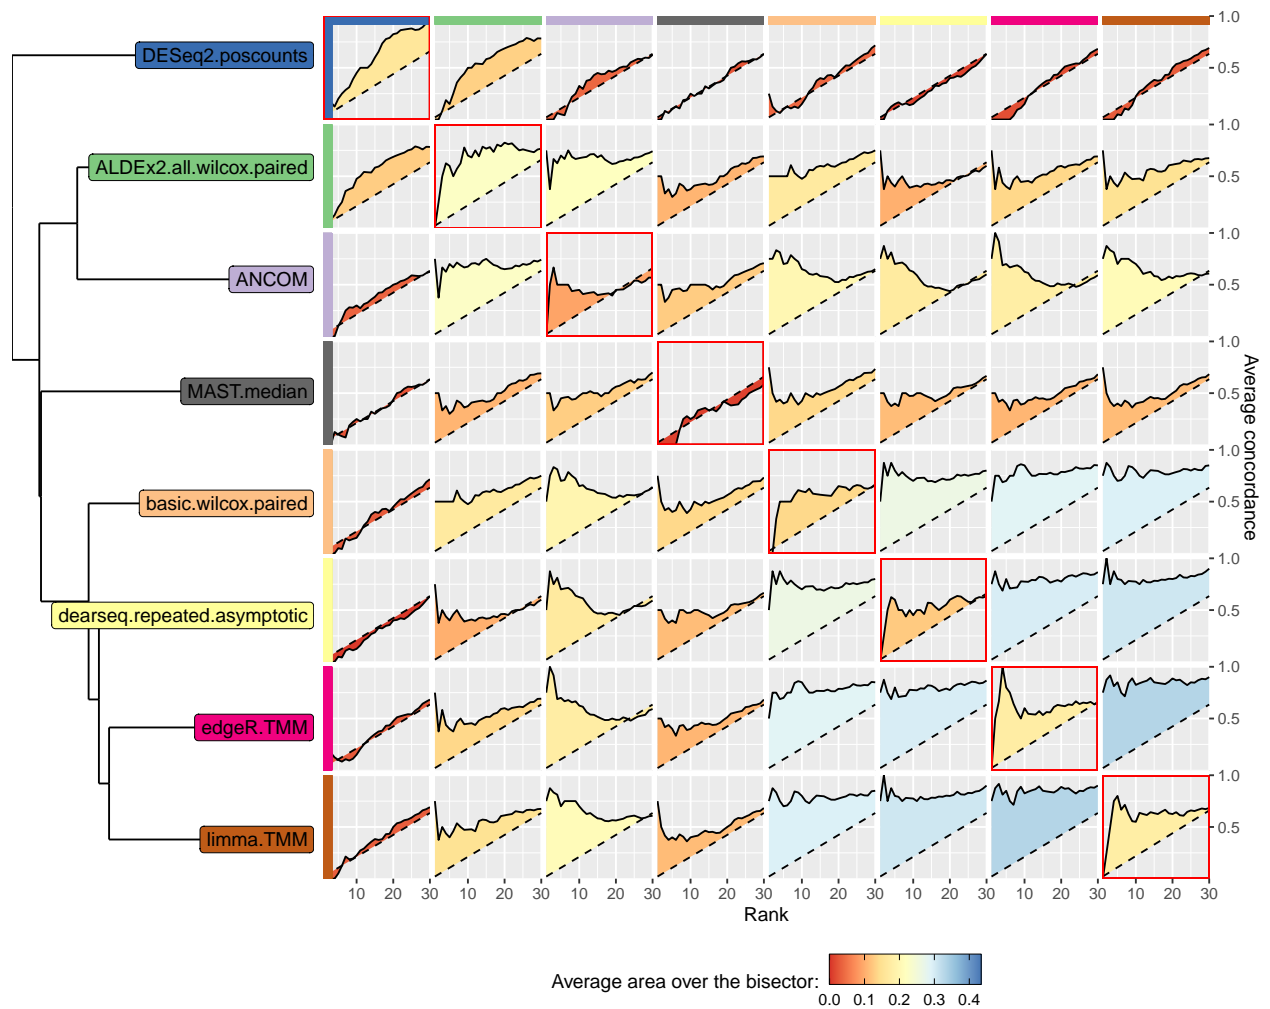 1.0
DESeq2.poscounts
0.5
1.0
ALDEx2.all.wilcox.paired
0.5
1.0
ANCOM
0.5
1.0
MAST.median
0.5
1.0
basic.wilcox.paired
0.5
1.0
dearseq.repeated.asymptotic
0.5
1.0
edgeR.TMM
0.5
1.0
limma.TMM
0.5
Average concordance
10 20 30 10 20 30 10 20 30 10 20 30 10 20 30 10 20 30 10 20 30 10 20 30
Rank
Average area over the bisector:
0.0 0.1 0.2 0.3 0.4